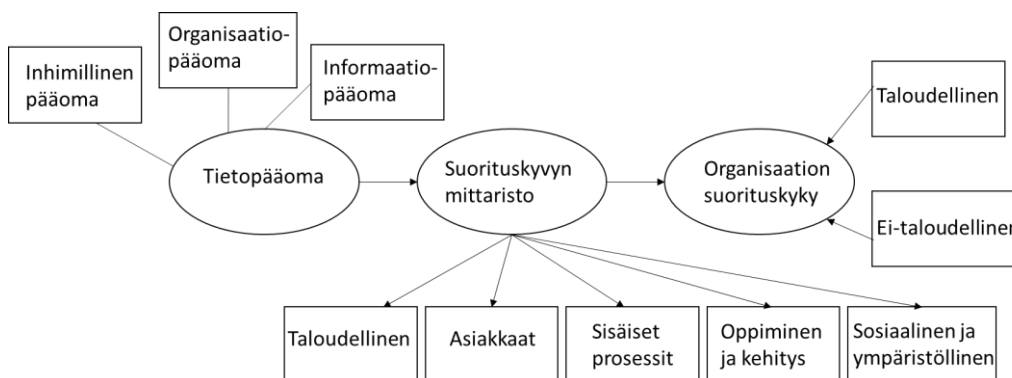 Inhimillinen
pääoma
Organisaatio-
pääoma
Informaatio-
pääoma
Tietopääoma
Suorituskyvyn
mittaristo
Organisaation
suorituskyky
Taloudellinen
Ei-taloudellinen
Taloudellinen
Asiakkaat
Sisäiset
prosessit
Oppiminen
ja kehitys
Sosiaalinen ja
ympäristöllinen